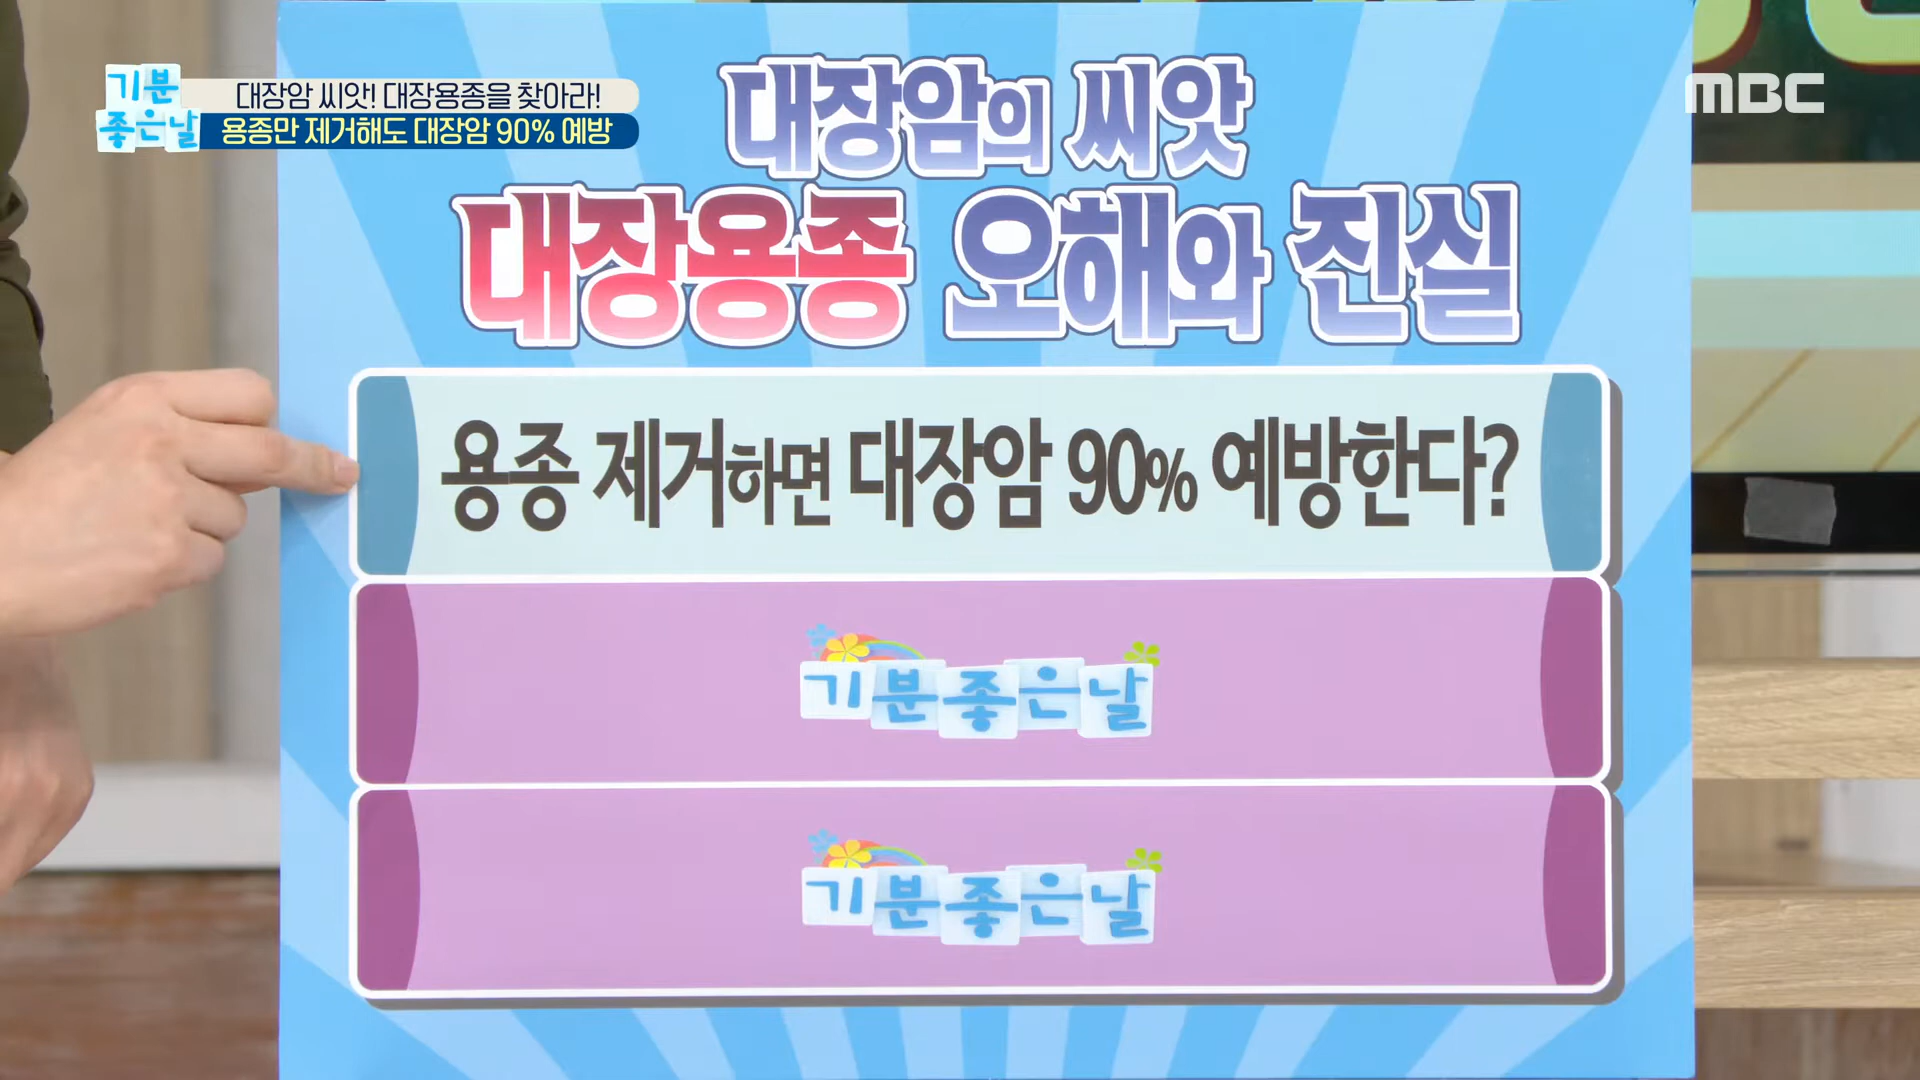 기분
좋은날
대장암 씨앗! 대장용종을 찾아라!
용종만 제거해도 대장암 90% 예방
MBC
대장암의 씨앗
대장용종 오해와 진실
용종 제거하면 대장암 90% 예방한다?
기분좋은날
기분좋은날